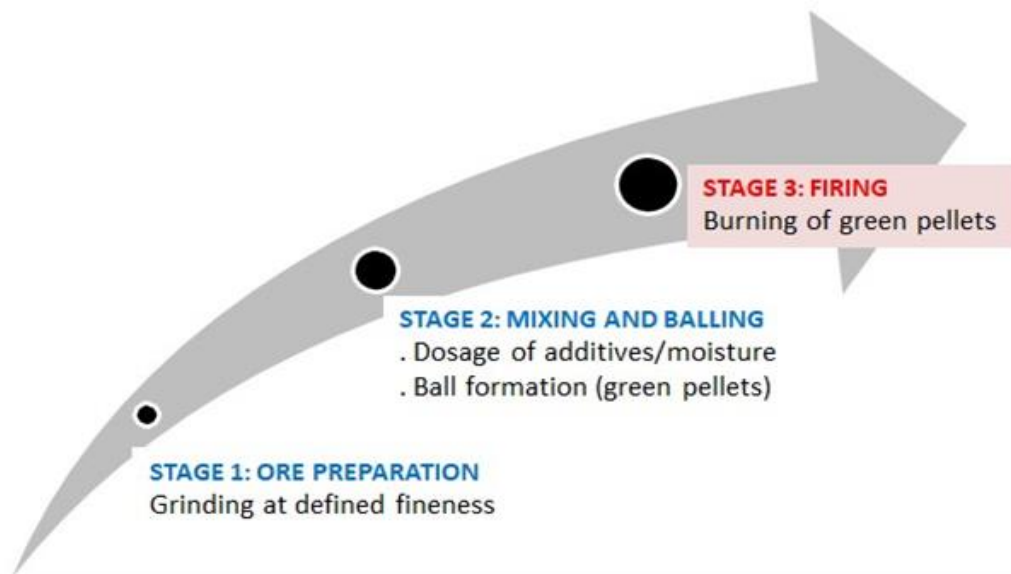 STAGE 3: FIRING
Burning of green pellets
STAGE 2: MIXING AND BALLING
. Dosage of additives/moisture
. Ball formation (green pellets)
STAGE 1: ORE PREPARATION
Grinding at defined fineness